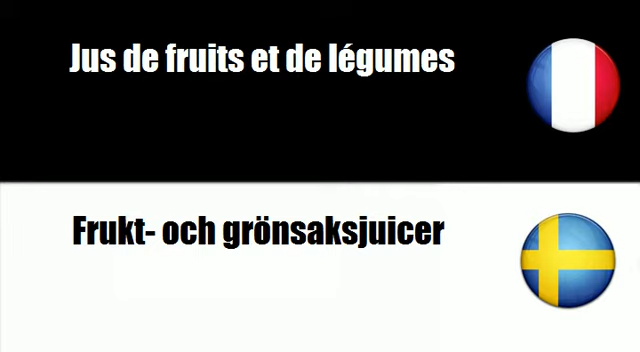 Jus de fruits et de légumes
Frukt- och grönsaksjuicer